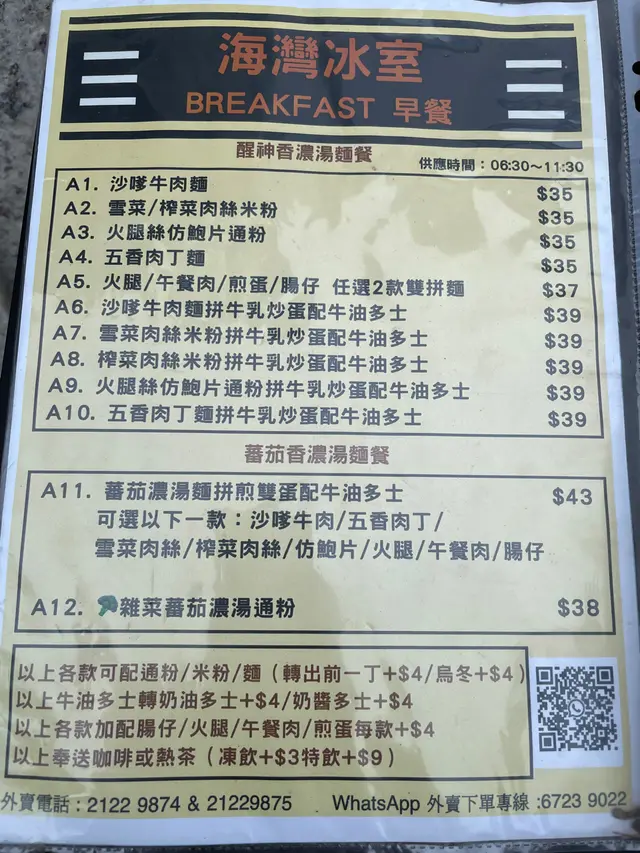 海灣冰室
BREAKFAST 早餐
醒神香濃湯麵餐
供應時間：06:30～11:30
A1. 沙嗲牛肉麵 $35
A2. 雪菜/榨菜肉絲米粉 $35
A3. 火腿絲仿鮑片通粉 $35
A4. 五香肉丁麵 $35
A5. 火腿/午餐肉/煎蛋/腸仔 任選2款雙拼麵 $37
A6. 沙嗲牛肉麵拼牛乳炒蛋配牛油多士 $39
A7. 雪菜肉絲米粉拼牛乳炒蛋配牛油多士 $39
A8. 榨菜肉絲米粉拼牛乳炒蛋配牛油多士 $39
A9. 火腿絲仿鮑片通粉拼牛乳炒蛋配牛油多士 $39
A10. 五香肉丁麵拼牛乳炒蛋配牛油多士 $39
蕃茄香濃湯麵餐
A11. 蕃茄濃湯麵拼煎雙蛋配牛油多士 $43
可選以下一款：沙嗲牛肉/五香肉丁/
雪菜肉絲/榨菜肉絲/仿鮑片/火腿/午餐肉/腸仔
A12. 雜菜蕃茄濃湯通粉 $38
以上各款可配通粉/米粉/麵（轉出前一丁+$4/烏冬+$4）
以上牛油多士轉奶油多士+$4/奶醬多士+$4
以上各款加配腸仔/火腿/午餐肉/煎蛋每款+$4
以上奉送咖啡或熱茶（凍飲+$3特飲+$9）
外賣電話：2122 9874 & 21229875 WhatsApp 外賣下單專線 :6723 9022